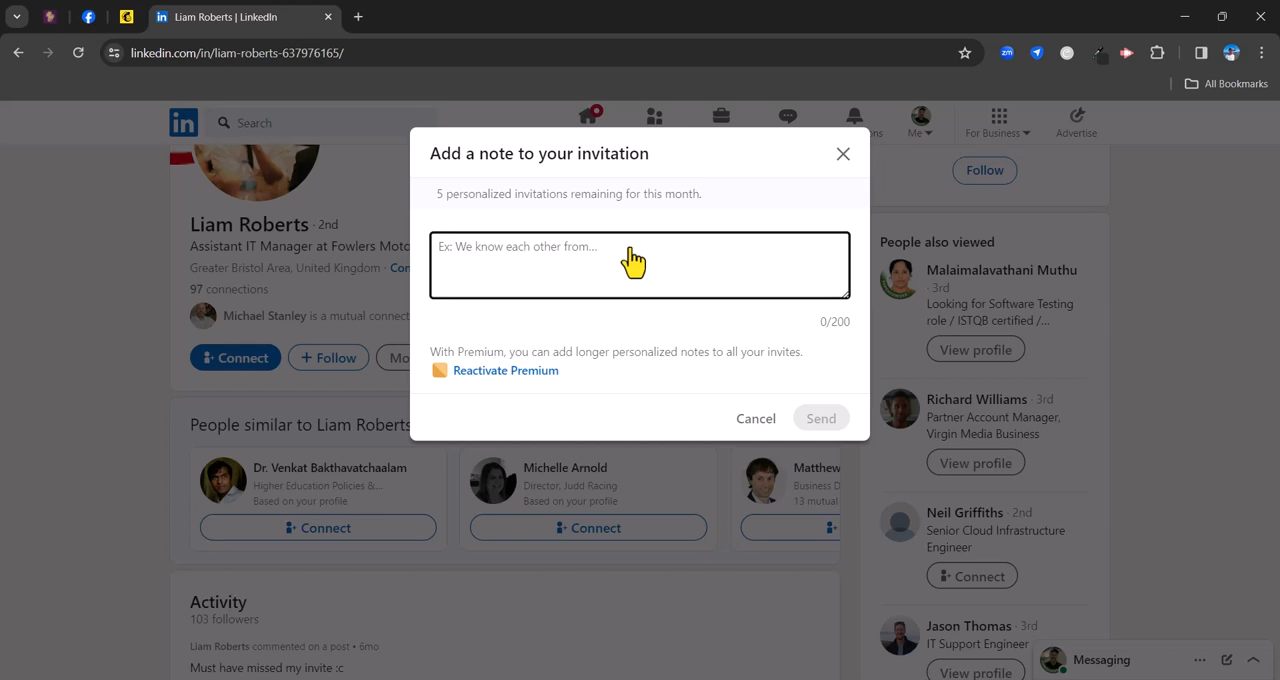 Liam Roberts | LinkedIn
linkedin.com/in/liam-roberts-637976165/
All Bookmarks
in
Search
Me
For Business
Advertise
Add a note to your invitation
5 personalized invitations remaining for this month.
Ex: We know each other from...
0/200
With Premium, you can add longer personalized notes to all your invites.
Reactivate Premium
Cancel
Send
Liam Roberts · 2nd
Assistant IT Manager at Fowlers Moto
Greater Bristol Area, United Kingdom · Con
97 connections
Michael Stanley is a mutual connect
Connect
+ Follow
Mo
People similar to Liam Roberts
Dr. Venkat Bakthavatchaalam
Higher Education Policies &...
Based on your profile
Connect
Michelle Arnold
Director, Judd Racing
Based on your profile
Connect
Matthew
Business D
13 mutual
Activity
103 followers
Liam Roberts commented on a post • 6mo
Must have missed my invite :c
Follow
People also viewed
Malaimalavathani Muthu
· 3rd
Looking for Software Testing
role / ISTQB certified /...
View profile
Richard Williams · 3rd
Partner Account Manager,
Virgin Media Business
View profile
Neil Griffiths · 2nd
Senior Cloud Infrastructure
Engineer
Connect
Jason Thomas · 3rd
IT Support Engineer
View profile
Messaging